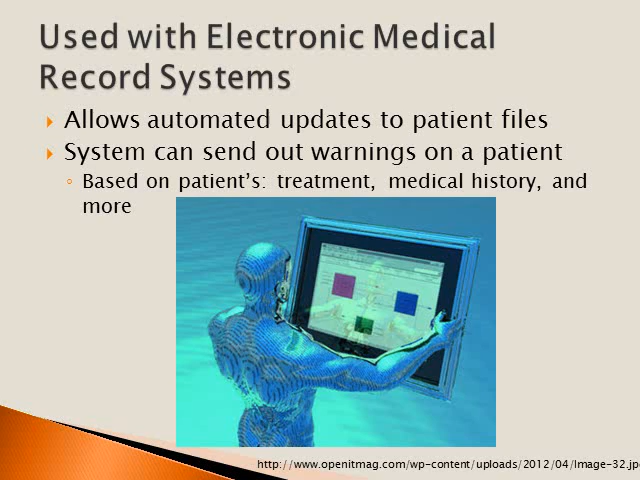 Used with Electronic Medical
Record Systems
Allows automated updates to patient files
System can send out warnings on a patient
Based on patient's: treatment, medical history, and
more
http://www.openitmag.com/wp-content/uploads/2012/04/Image-32.jp